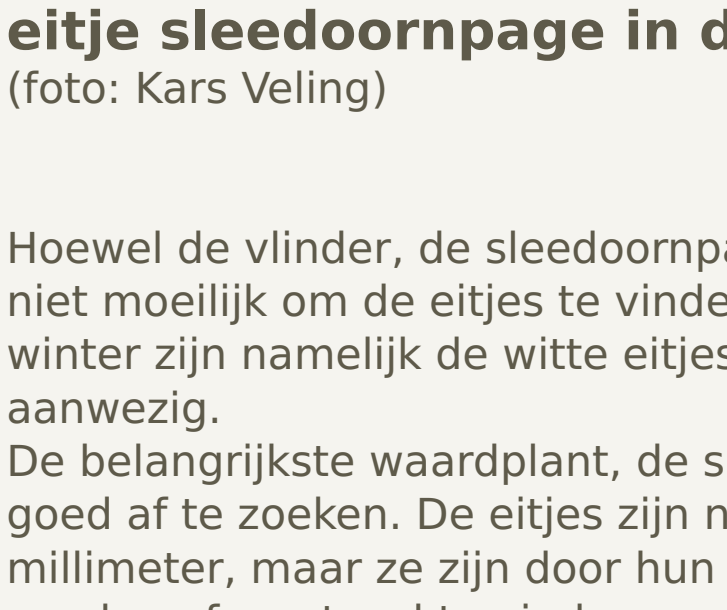 eitje sleedoornpage in
(foto: Kars Veling)
Hoewel de vlinder, de
niet moeilijk om de eitjes te
winter zijn namelijk de witte eitjes
aanwezig.
De belangrijkste waardplant, de
goed af te zoeken. De eitjes zijn
millimeter, maar ze zijn door hun